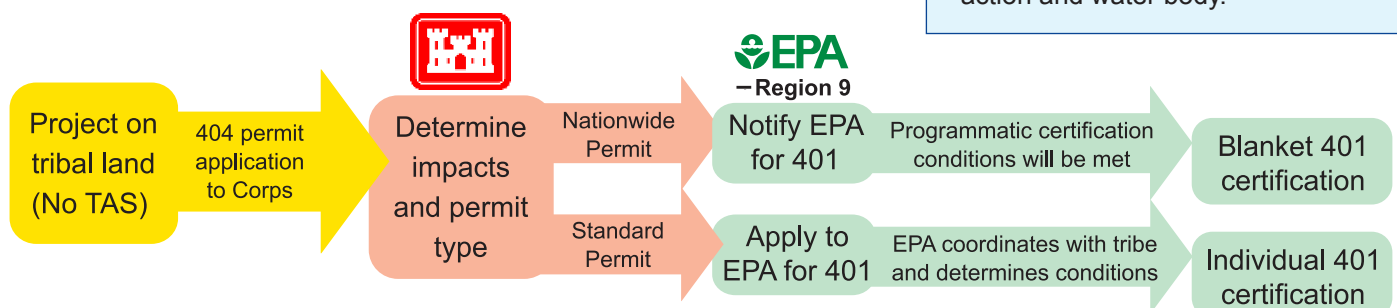 action and water body.
EPA
– Region 9
Project on
tribal land
(No TAS)
404 permit
application
to Corps
Determine
impacts
and permit
type
Nationwide
Permit
Notify EPA
for 401
Programmatic certification
conditions will be met
Blanket 401
certification
Standard
Permit
Apply to
EPA for 401
EPA coordinates with tribe
and determines conditions
Individual 401
certification